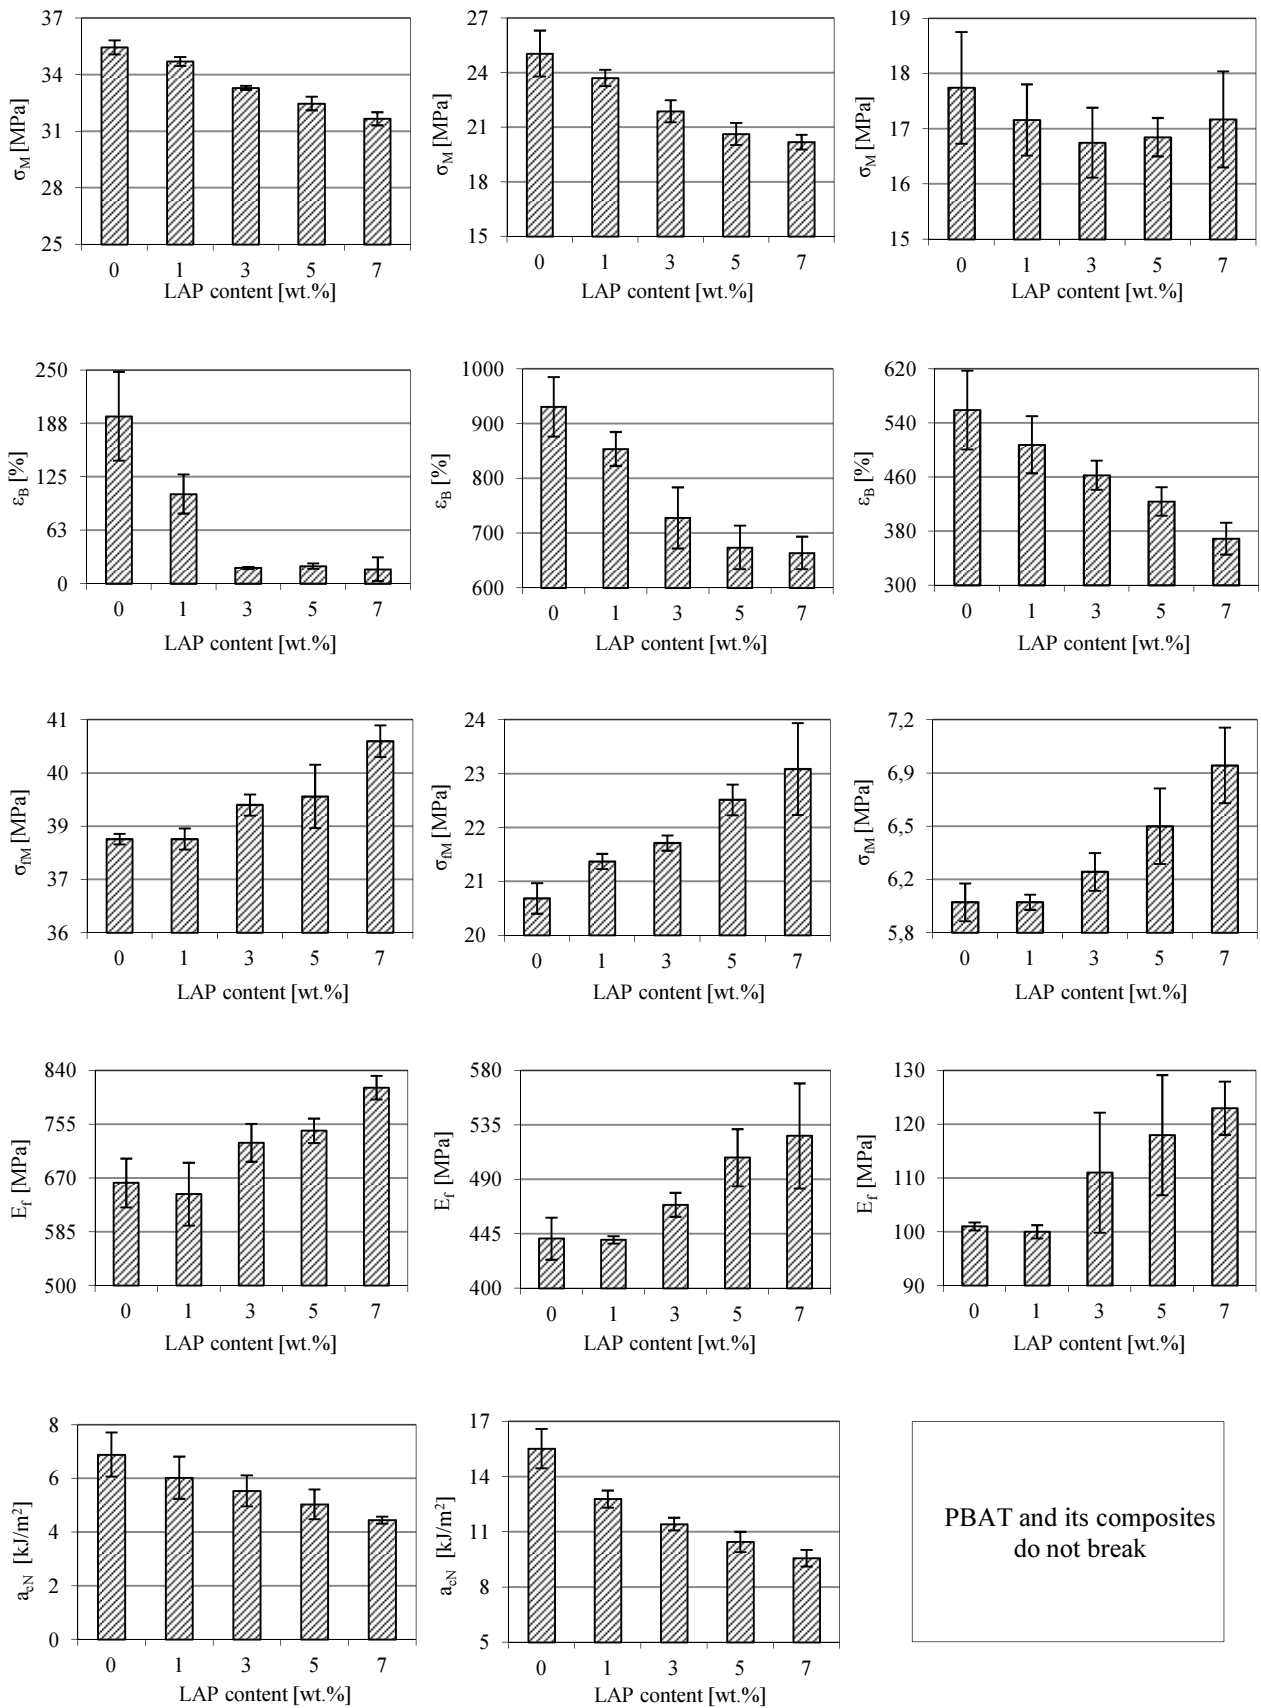 37
34
31
28
25
σM [MPa]
0 1 3 5 7
LAP content [wt.%]
27
24
21
18
15
σM [MPa]
0 1 3 5 7
LAP content [wt.%]
19
18
17
16
15
σM [MPa]
0 1 3 5 7
LAP content [wt.%]
250
188
125
63
0
εB [%]
0 1 3 5 7
LAP content [wt.%]
1000
900
800
700
600
εB [%]
0 1 3 5 7
LAP content [wt.%]
620
540
460
380
300
εB [%]
0 1 3 5 7
LAP content [wt.%]
41
40
38
37
36
σfM [MPa]
0 1 3 5 7
LAP content [wt.%]
24
23
22
21
20
σfM [MPa]
0 1 3 5 7
LAP content [wt.%]
7,2
6,9
6,5
6,2
5,8
σfM [MPa]
0 1 3 5 7
LAP content [wt.%]
840
755
670
585
500
Ef [MPa]
0 1 3 5 7
LAP content [wt.%]
580
535
490
445
400
Ef [MPa]
0 1 3 5 7
LAP content [wt.%]
130
120
110
100
90
Ef [MPa]
0 1 3 5 7
LAP content [wt.%]
8
6
4
2
0
acN [kJ/m²]
0 1 3 5 7
LAP content [wt.%]
17
14
11
8
5
acN [kJ/m²]
0 1 3 5 7
LAP content [wt.%]
PBAT and its composites
do not break